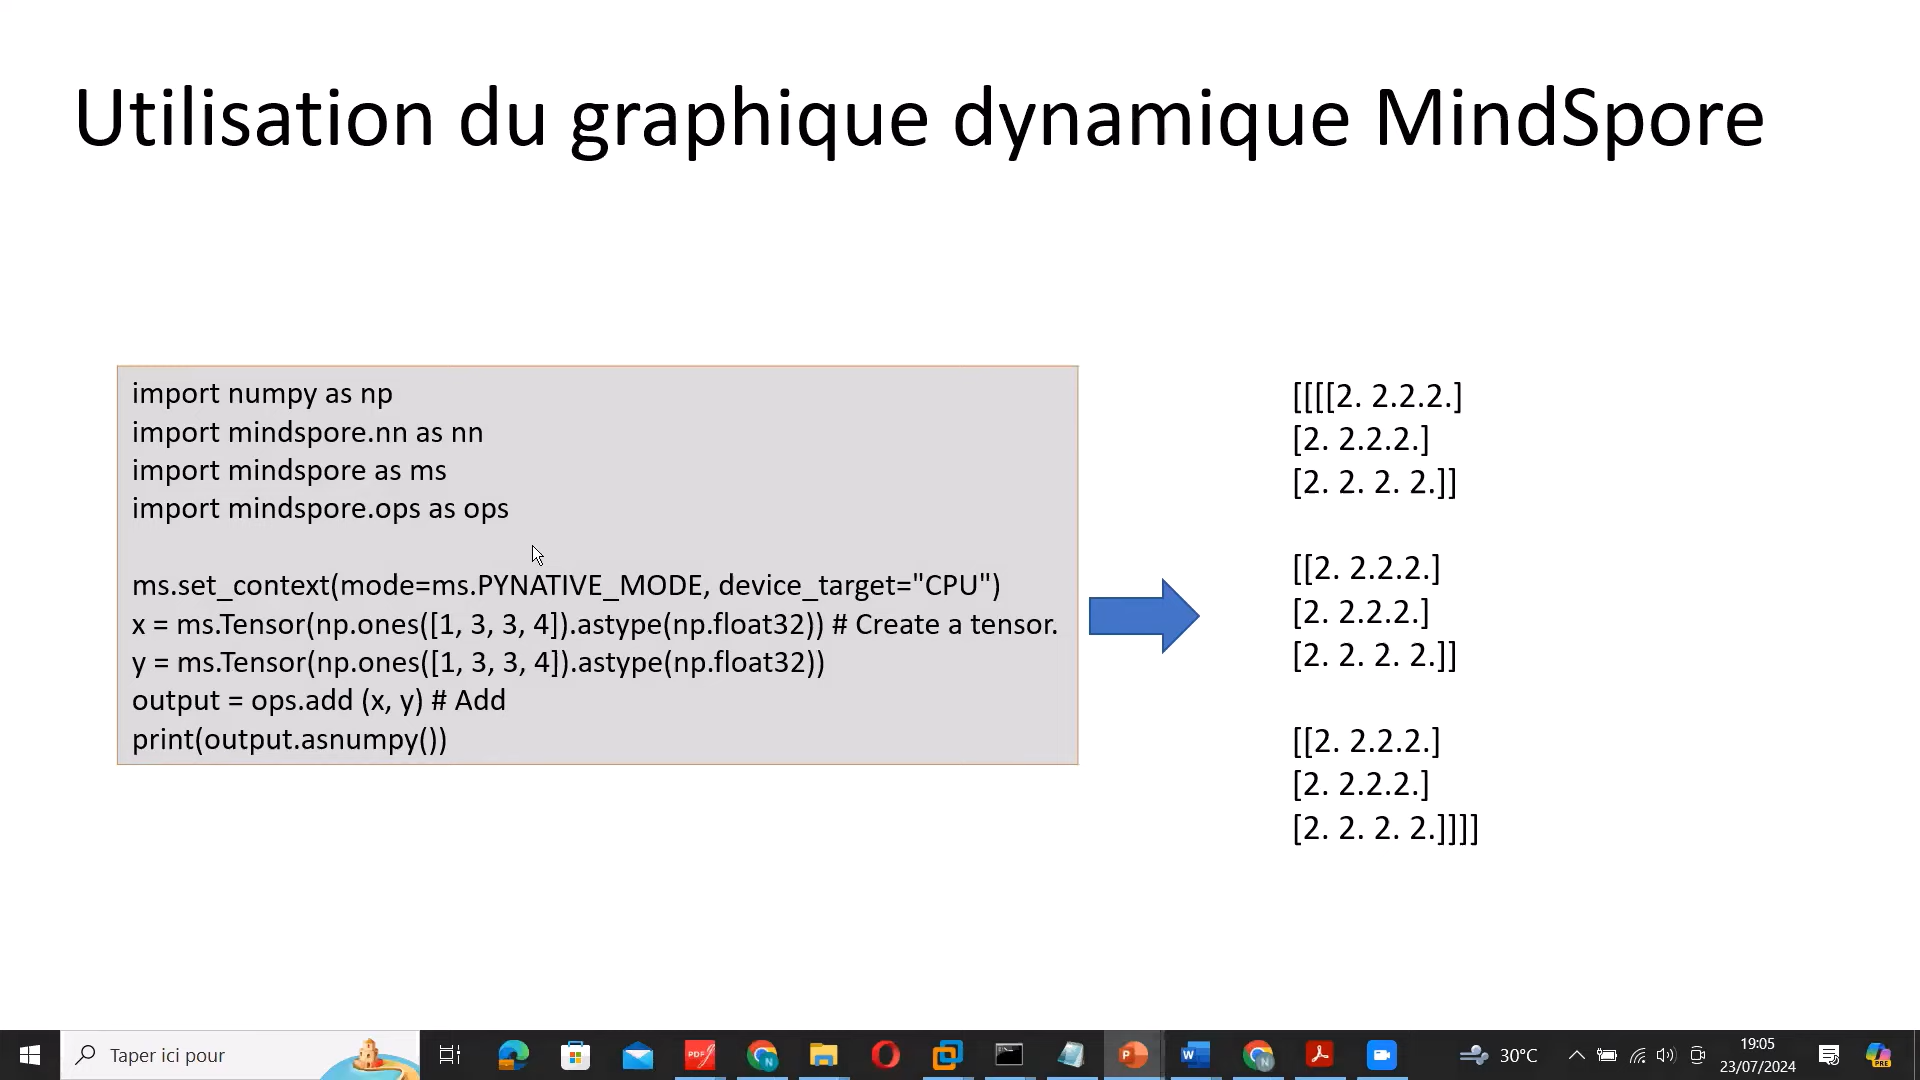 Utilisation du graphique dynamique MindSpore
import numpy as np
import mindspore.nn as nn
import mindspore as ms
import mindspore.ops as ops
ms.set_context(mode=ms.PYNATIVE_MODE, device_target="CPU")
x = ms.Tensor(np.ones([1, 3, 3, 4]).astype(np.float32)) # Create a tensor.
y = ms.Tensor(np.ones([1, 3, 3, 4]).astype(np.float32))
output = ops.add (x, y) # Add
print(output.asnumpy())
[[[[2. 2.2.2.]
[2. 2.2.2.]
[2. 2. 2. 2.]]
[[2. 2.2.2.]
[2. 2.2.2.]
[2. 2. 2. 2.]]
[[2. 2.2.2.]
[2. 2.2.2.]
[2. 2. 2. 2.]]]]
Taper ici pour
PDF
P
W
30°C
19:05
23/07/2024
PRE